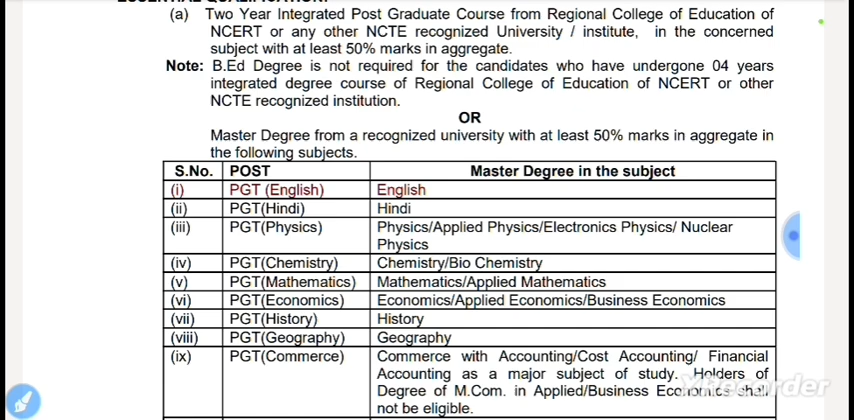 (a) Two Year Integrated Post Graduate Course from Regional College of Education of
NCERT or any other NCTE recognized University / institute, in the concerned
subject with at least 50% marks in aggregate.
Note: B.Ed Degree is not required for the candidates who have undergone 04 years
integrated degree course of Regional College of Education of NCERT or other
NCTE recognized institution.
OR
Master Degree from a recognized university with at least 50% marks in aggregate in
the following subjects.
S.No. POST Master Degree in the subject
(i) PGT (English) English
(ii) PGT(Hindi) Hindi
(iii) PGT(Physics) Physics/Applied Physics/Electronics Physics/ Nuclear
Physics
(iv) PGT(Chemistry) Chemistry/Bio Chemistry
(v) PGT(Mathematics) Mathematics/Applied Mathematics
(vi) PGT(Economics) Economics/Applied Economics/Business Economics
(vii) PGT(History) History
(viii) PGT(Geography) Geography
(ix) PGT(Commerce) Commerce with Accounting/Cost Accounting/ Financial
Accounting as a major subject of study. Holders of
Degree of M.Com. in Applied/Business Economics shall
not be eligible.